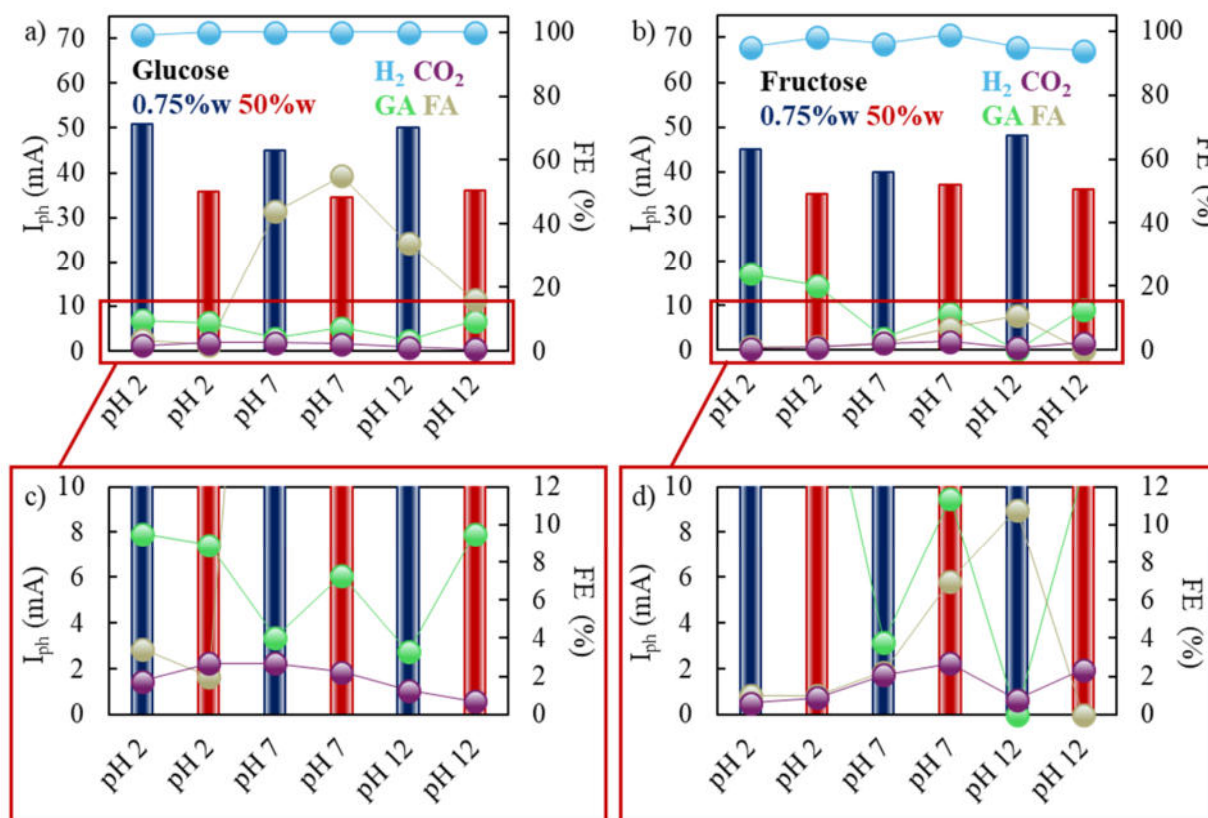 a)
70
60
50
40
30
20
10
0
I_ph (mA)
Glucose
0.75%w 50%w
H₂ CO₂
GA FA
100
80
60
40
20
0
FE (%)
pH 2
pH 2
pH 7
pH 7
pH 12
pH 12
b)
70
60
50
40
30
20
10
0
I_ph (mA)
Fructose
0.75%w 50%w
H₂ CO₂
GA FA
100
80
60
40
20
0
FE (%)
pH 2
pH 2
pH 7
pH 7
pH 12
pH 12
c)
10
8
6
4
2
0
I_ph (mA)
12
10
8
6
4
2
0
FE (%)
pH 2
pH 2
pH 7
pH 7
pH 12
pH 12
d)
10
8
6
4
2
0
I_ph (mA)
12
10
8
6
4
2
0
FE (%)
pH 2
pH 2
pH 7
pH 7
pH 12
pH 12